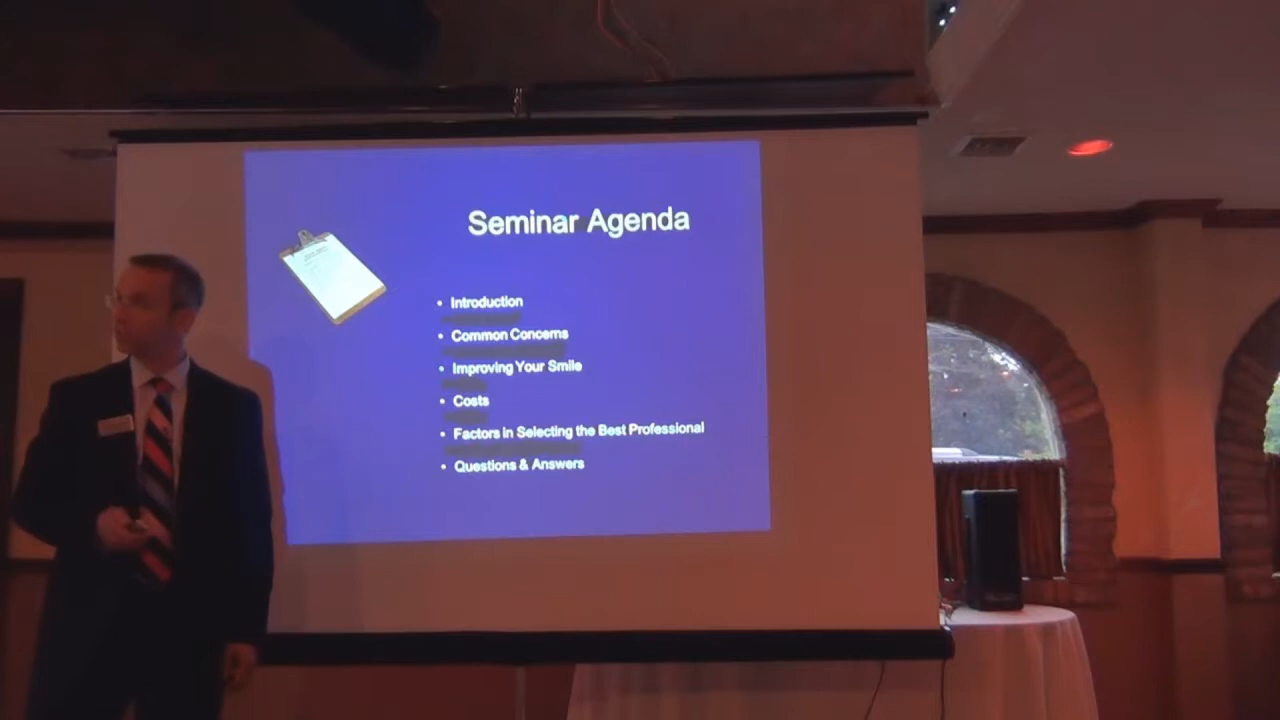 Seminar Agenda
• Introduction
• Common Concerns
• Improving Your Smile
• Costs
• Factors in Selecting the Best Professional
• Questions & Answers